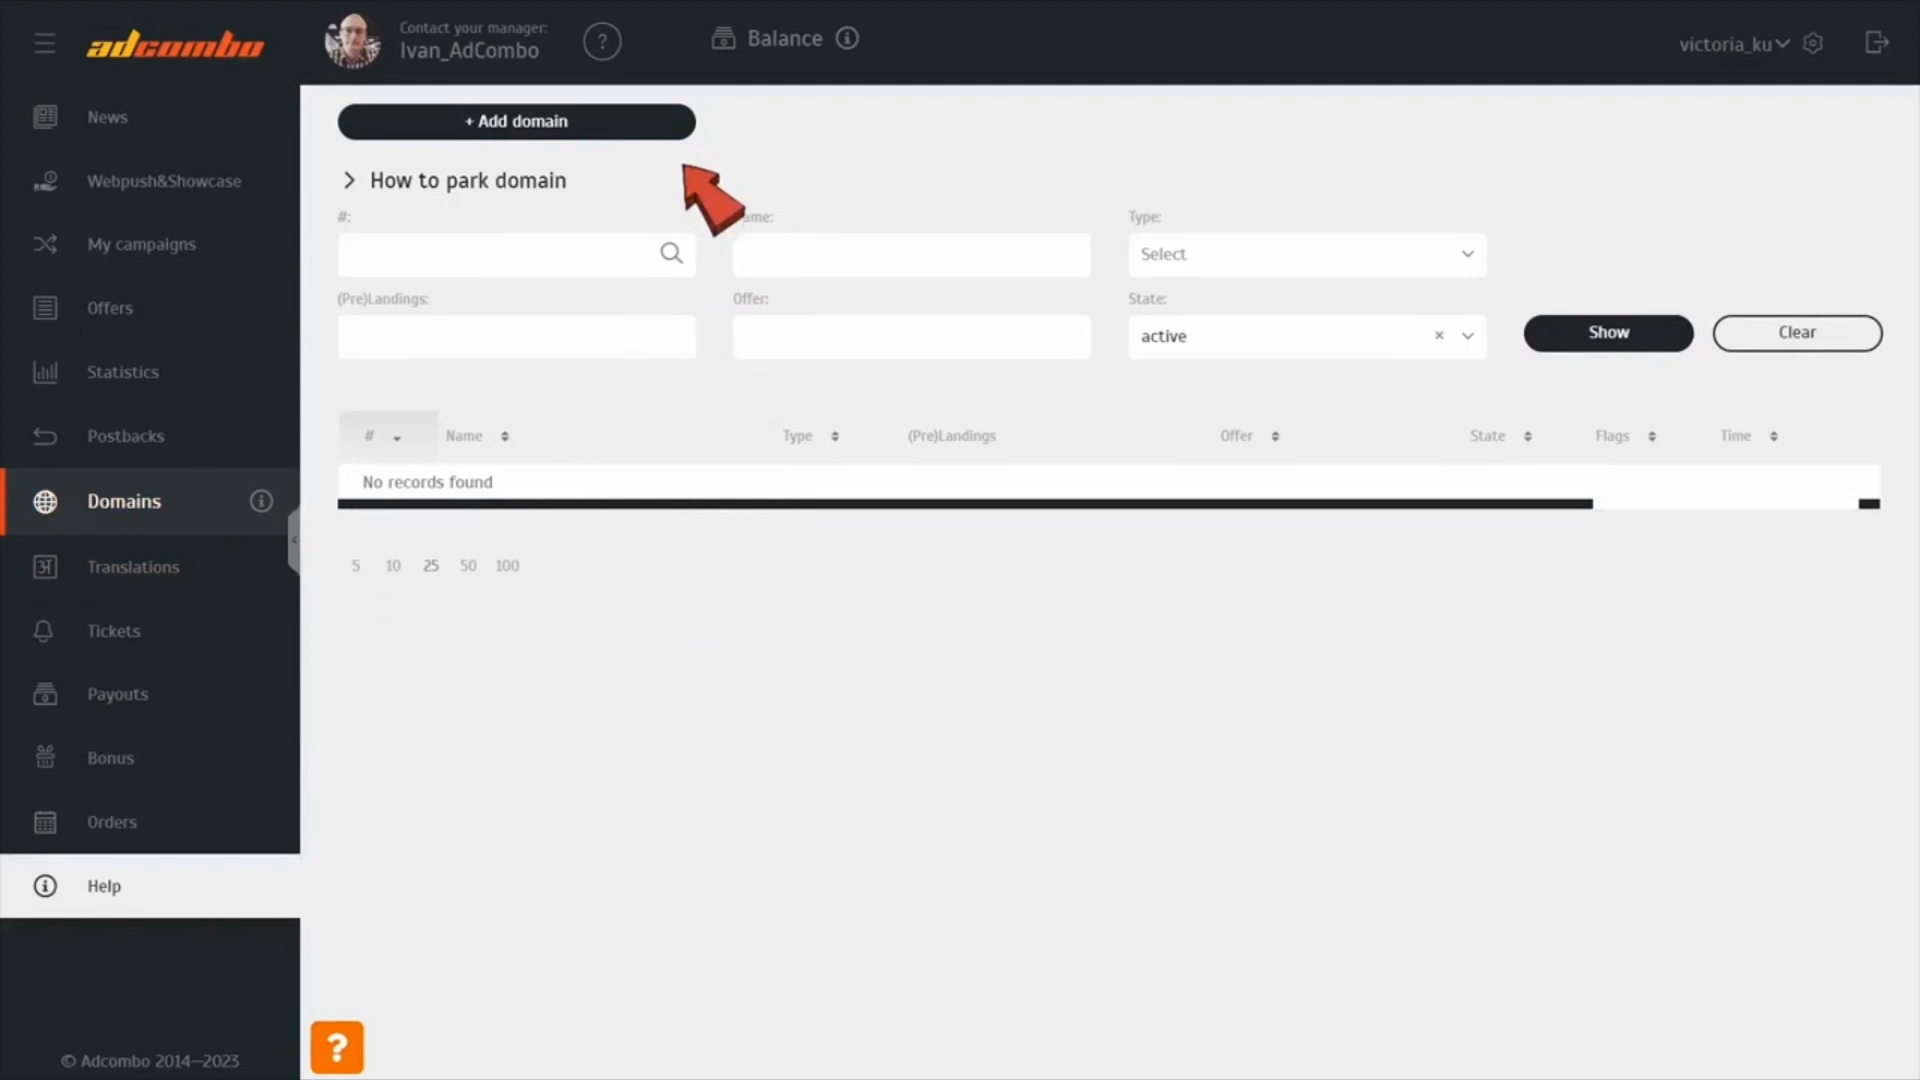 adcombo
Contact your manager:
Ivan_AdCombo
?
Balance
victoria_ku
News
Webpush&Showcase
My campaigns
Offers
Statistics
Postbacks
Domains
Translations
Tickets
Payouts
Bonus
Orders
Help
© Adcombo 2014—2023
+ Add domain
How to park domain
#:
Type:
Select
(Pre)Landings:
Offer:
State:
active
×
Show
Clear
# Name Type (Pre)Landings Offer State Flags Time
No records found
5 10 25 50 100
?